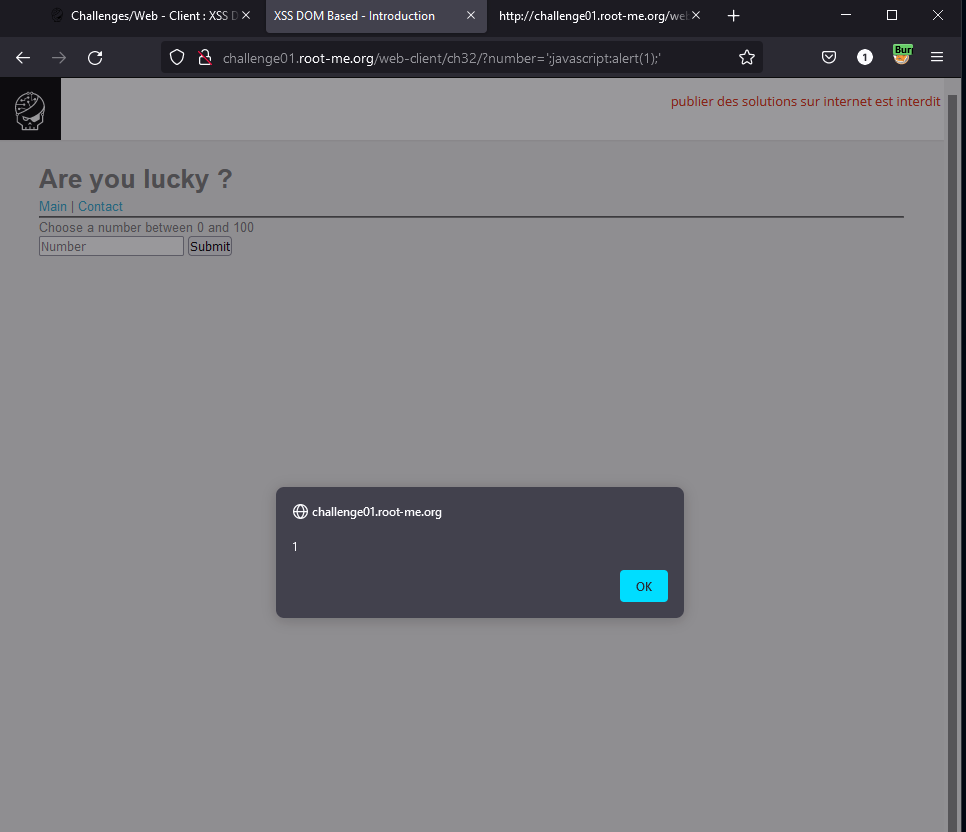 Challenges/Web - Client : XSS D
XSS DOM Based - Introduction
http://challenge01.root-me.org/wel
challenge01.root-me.org/web-client/ch32/?number=';javascript:alert(1);'
1
Bur
publier des solutions sur internet est interdit
Are you lucky ?
Main | Contact
Choose a number between 0 and 100
Number
Submit
challenge01.root-me.org
1
OK